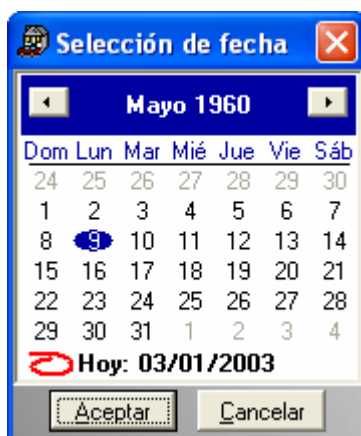 Selección de fecha
Mayo 1960
Dom Lun Mar Mié Jue Vie Sáb
24 25 26 27 28 29 30
1 2 3 4 5 6 7
8 9 10 11 12 13 14
15 16 17 18 19 20 21
22 23 24 25 26 27 28
29 30 31 1 2 3 4
Hoy: 03/01/2003
Aceptar Cancelar